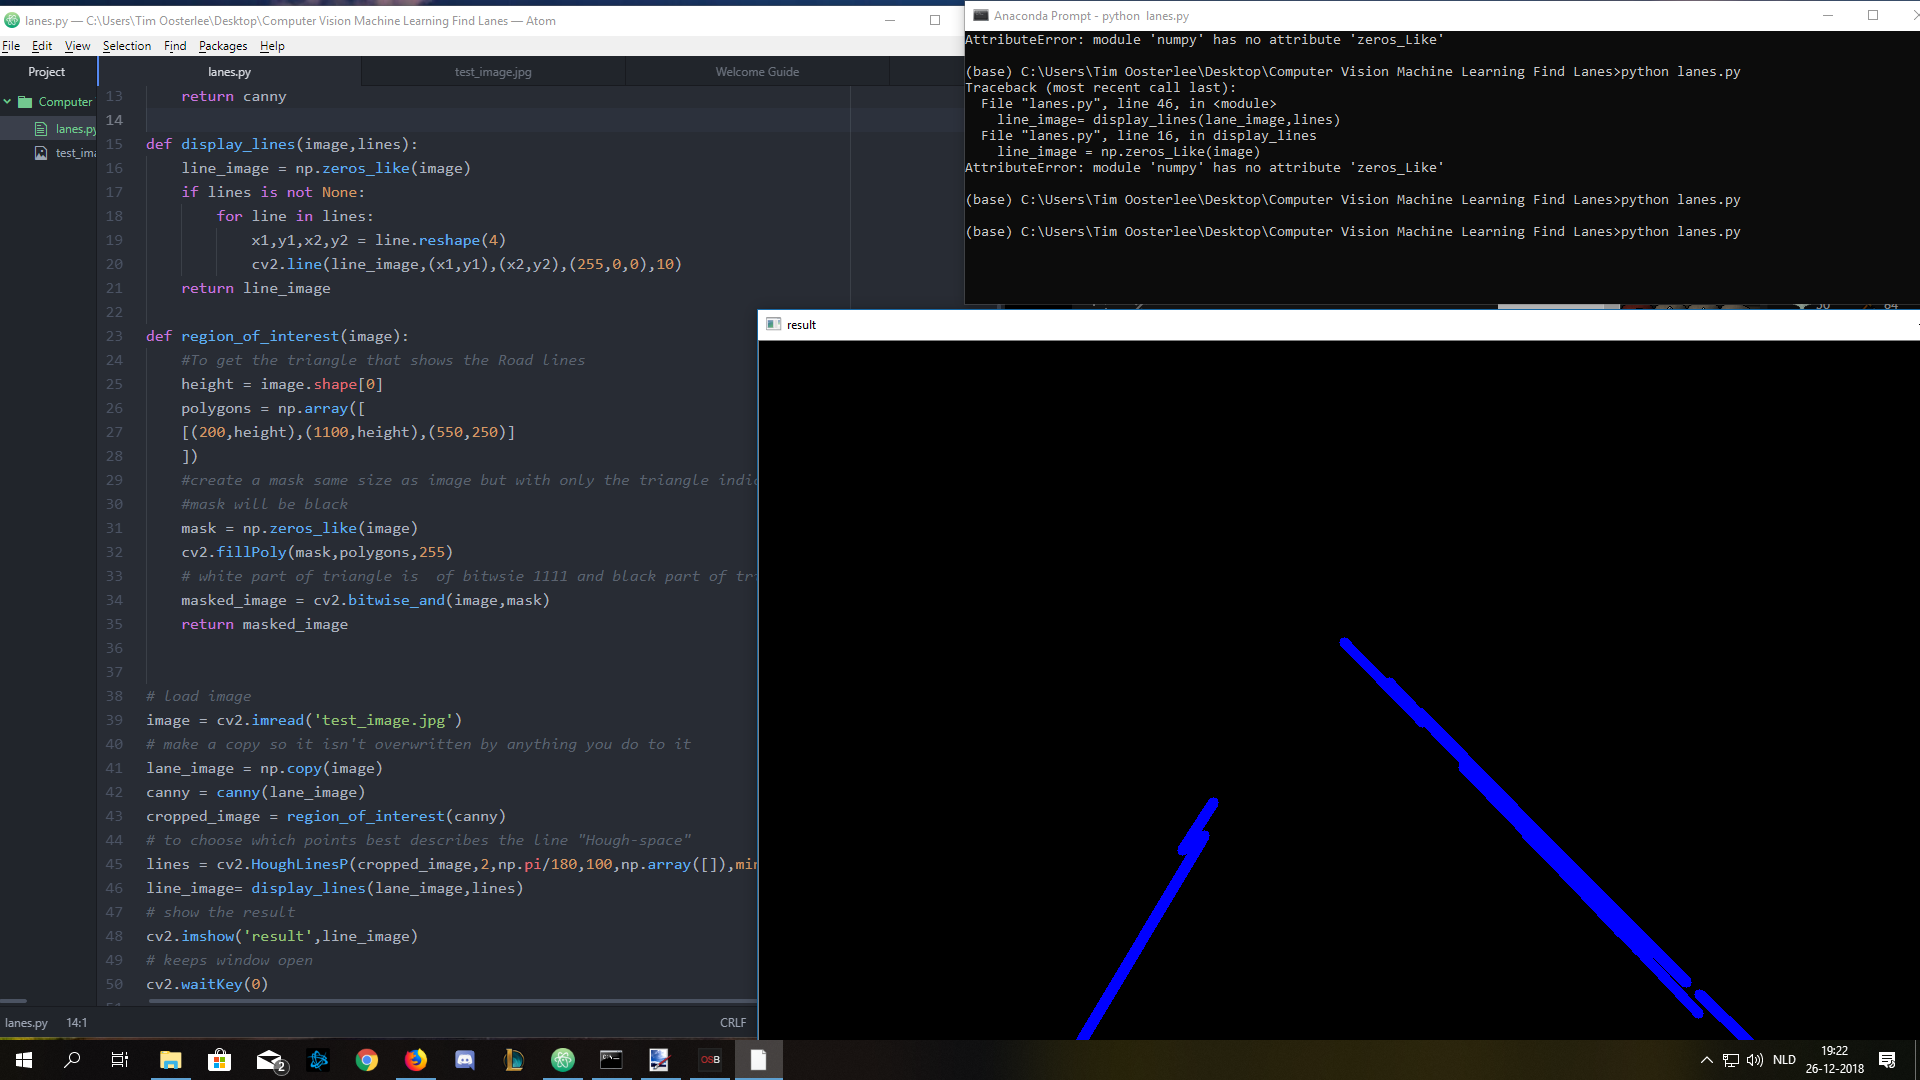 lanes.py — C:\Users\Tim Oosterlee\Desktop\Computer Vision Machine Learning Find Lanes — Atom
File Edit View Selection Find Packages Help
Project
lanes.py
test_image.jpg
Welcome Guide
Computer
lanes.py
test_ima
13 return canny
14
15 def display_lines(image,lines):
16 line_image = np.zeros_like(image)
17 if lines is not None:
18 for line in lines:
19 x1,y1,x2,y2 = line.reshape(4)
20 cv2.line(line_image,(x1,y1),(x2,y2),(255,0,0),10)
21 return line_image
22
23 def region_of_interest(image):
24 #To get the triangle that shows the Road lines
25 height = image.shape[0]
26 polygons = np.array([
27 [(200,height),(1100,height),(550,250)]
28 ])
29 #create a mask same size as image but with only the triangle indic
30 #mask will be black
31 mask = np.zeros_like(image)
32 cv2.fillPoly(mask,polygons,255)
33 # white part of triangle is  of bitwsie 1111 and black part of tri
34 masked_image = cv2.bitwise_and(image,mask)
35 return masked_image
36
37
38 # load image
39 image = cv2.imread('test_image.jpg')
40 # make a copy so it isn't overwritten by anything you do to it
41 lane_image = np.copy(image)
42 canny = canny(lane_image)
43 cropped_image = region_of_interest(canny)
44 # to choose which points best describes the line "Hough-space"
45 lines = cv2.HoughLinesP(cropped_image,2,np.pi/180,100,np.array([]),min
46 line_image= display_lines(lane_image,lines)
47 # show the result
48 cv2.imshow('result',line_image)
49 # keeps window open
50 cv2.waitKey(0)
lanes.py 14:1 CRLF
Anaconda Prompt - python  lanes.py
AttributeError: module 'numpy' has no attribute 'zeros_Like'
(base) C:\Users\Tim Oosterlee\Desktop\Computer Vision Machine Learning Find Lanes>python lanes.py
Traceback (most recent call last):
File "lanes.py", line 46, in <module>
line_image= display_lines(lane_image,lines)
File "lanes.py", line 16, in display_lines
line_image = np.zeros_Like(image)
AttributeError: module 'numpy' has no attribute 'zeros_Like'
(base) C:\Users\Tim Oosterlee\Desktop\Computer Vision Machine Learning Find Lanes>python lanes.py
(base) C:\Users\Tim Oosterlee\Desktop\Computer Vision Machine Learning Find Lanes>python lanes.py
result
2
OSB
NLD
19:22
26-12-2018